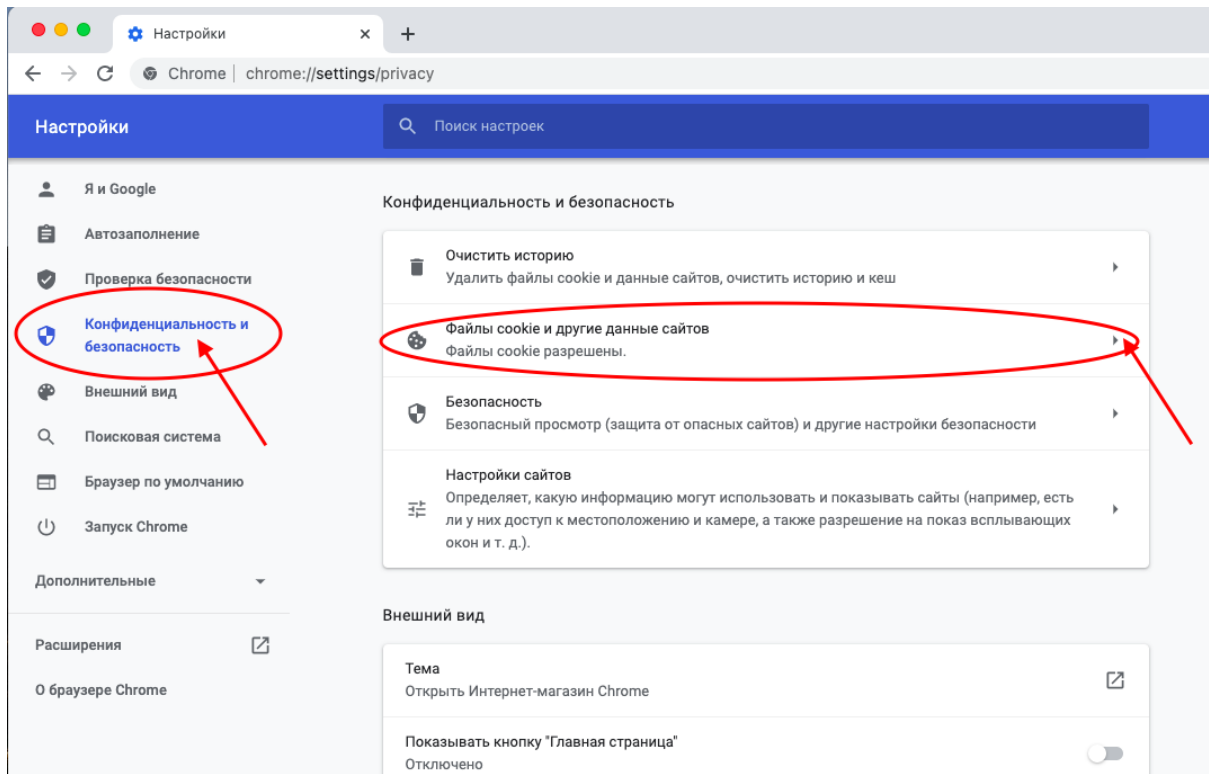 Настройки
Chrome | chrome://settings/privacy
Настройки
Поиск настроек
Я и Google
Автозаполнение
Проверка безопасности
Конфиденциальность и
безопасность
Внешний вид
Поисковая система
Браузер по умолчанию
Запуск Chrome
Дополнительные
Расширения
О браузере Chrome
Конфиденциальность и безопасность
Очистить историю
Удалить файлы cookie и данные сайтов, очистить историю и кеш
Файлы cookie и другие данные сайтов
Файлы cookie разрешены.
Безопасность
Безопасный просмотр (защита от опасных сайтов) и другие настройки безопасности
Настройки сайтов
Определяет, какую информацию могут использовать и показывать сайты (например, есть
ли у них доступ к местоположению и камере, а также разрешение на показ всплывающих
окон и т. д.).
Внешний вид
Тема
Открыть Интернет-магазин Chrome
Показывать кнопку "Главная страница"
Отключено